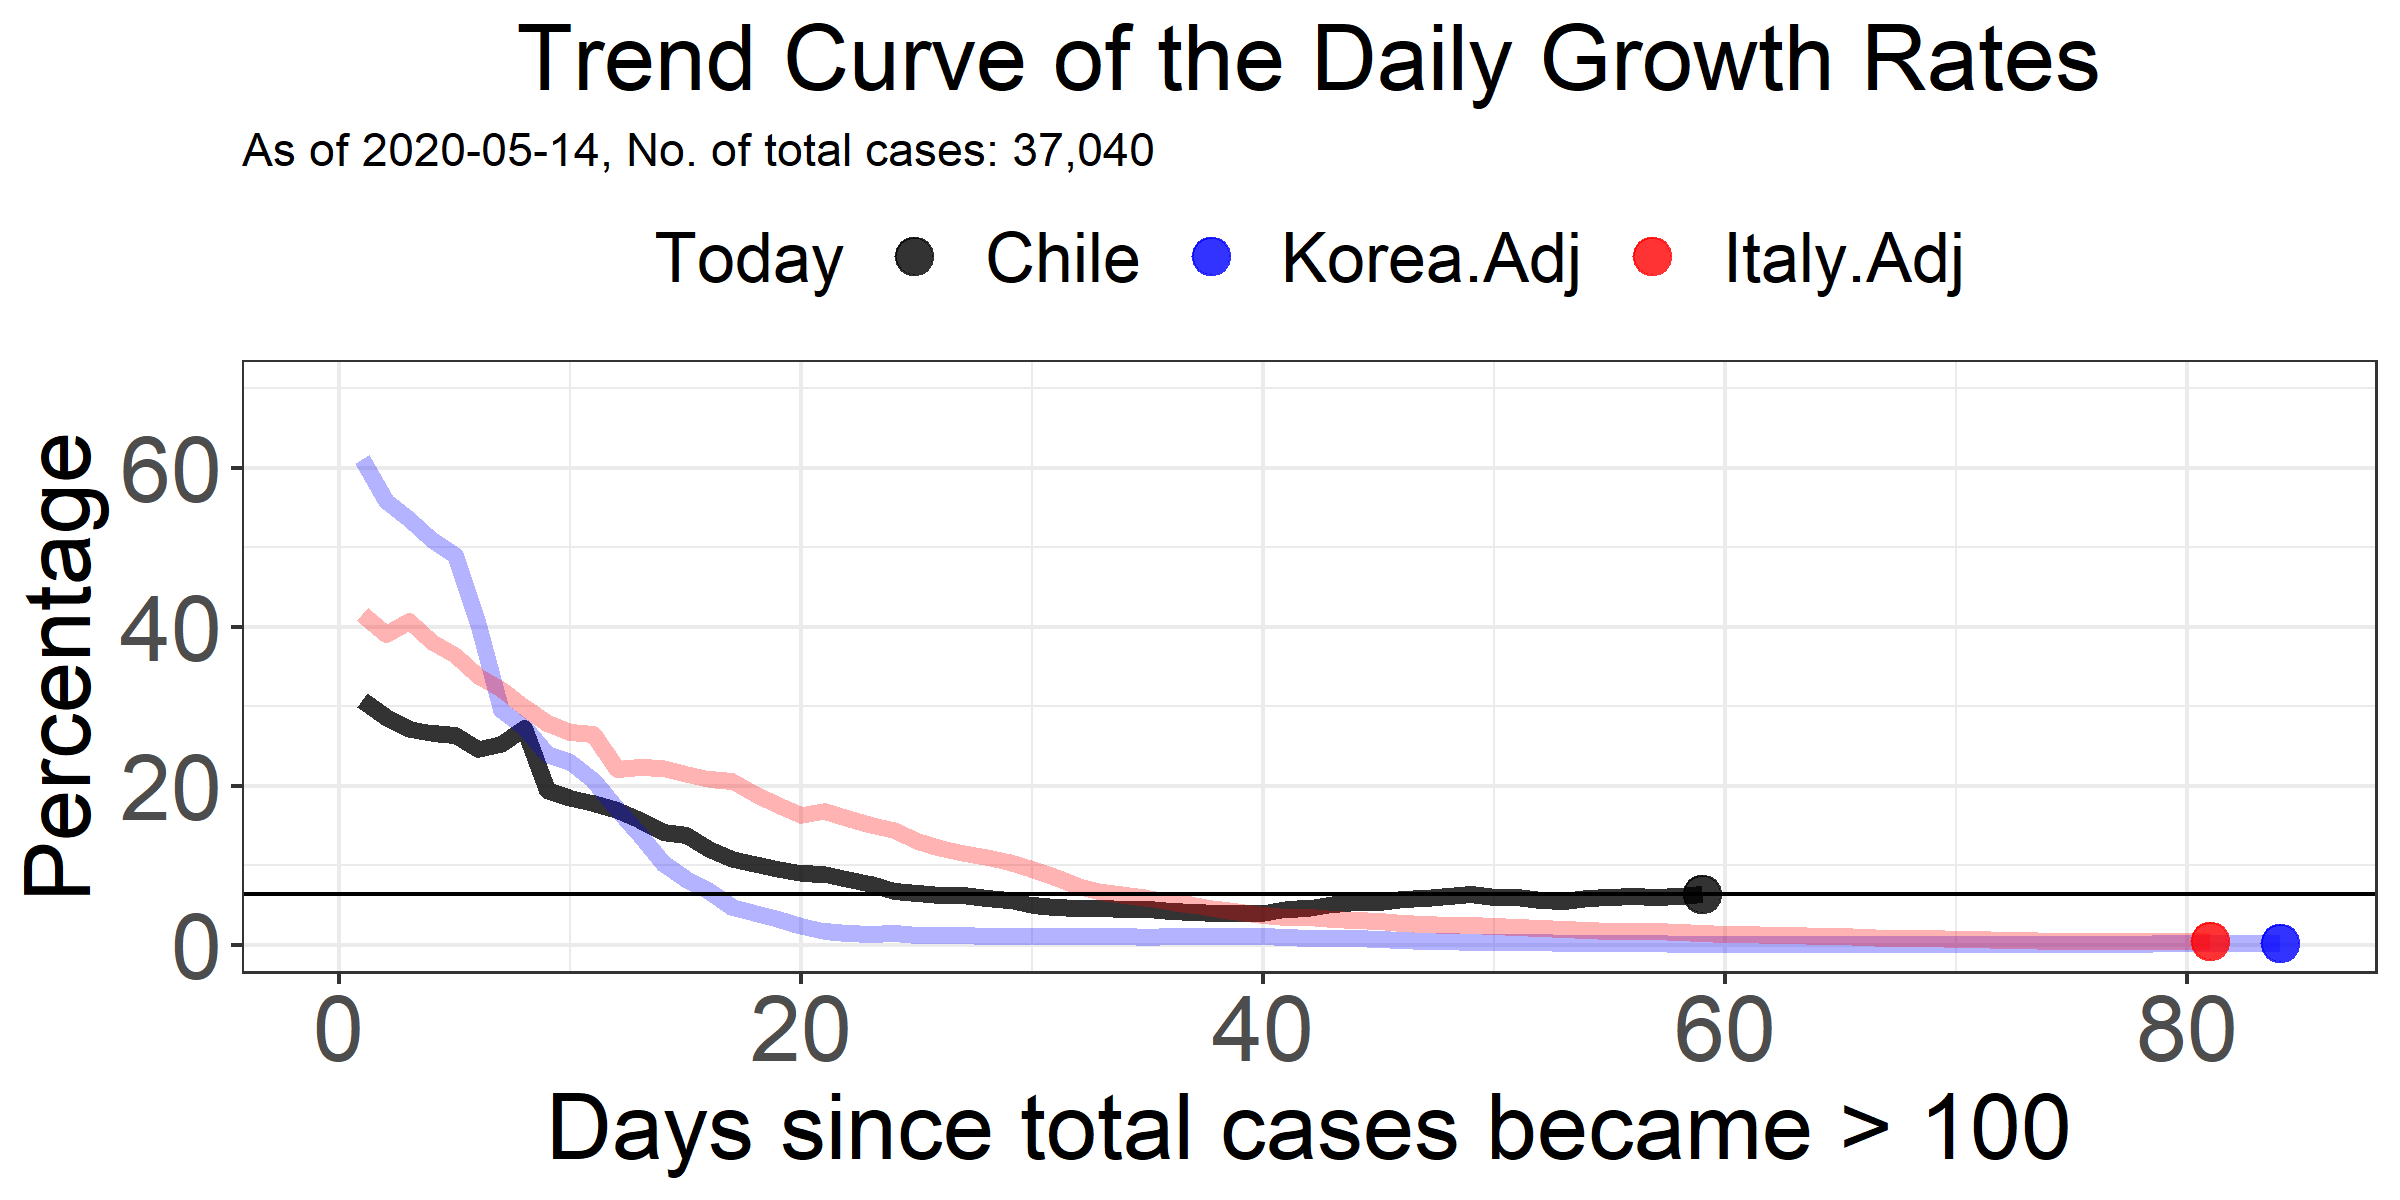 Trend Curve of the Daily Growth Rates
As of 2020-05-14, No. of total cases: 37,040
Today Chile Korea.Adj Italy.Adj
Percentage
60
40
20
0
0 20 40 60 80
Days since total cases became > 100